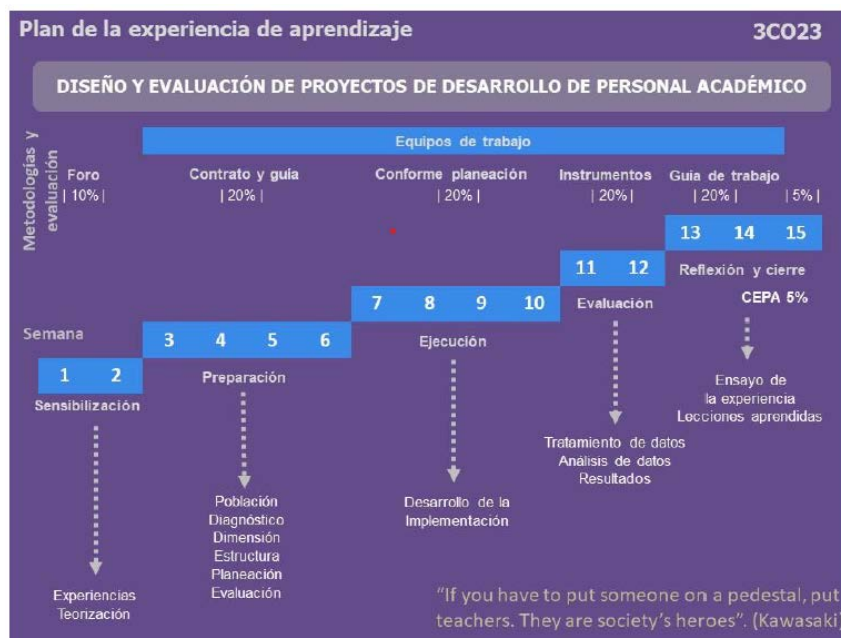 Plan de la experiencia de aprendizaje 3CO23
DISEÑO Y EVALUACIÓN DE PROYECTOS DE DESARROLLO DE PERSONAL ACADÉMICO
Metodologías y
evaluación
Equipos de trabajo
Foro
| 10% |
Contrato y guía
| 20% |
Conforme planeación
| 20% |
Instrumentos
| 20% |
Guia de trabajo
| 20% | | 5% |
13 14 15
Reflexión y cierre
CEPA 5%
11 12
Evaluación
7 8 9 10
Ejecución
Semana
3 4 5 6
Preparación
1 2
Sensibilización
Ensayo de
la experiencia
Lecciones aprendidas
Tratamiento de datos
Análisis de datos
Resultados
Desarrollo de la
Implementación
Población
Diagnóstico
Dimensión
Estructura
Planeación
Evaluación
Experiencias
Teorización
"If you have to put someone on a pedestal, put
teachers. They are society's heroes". (Kawasaki)